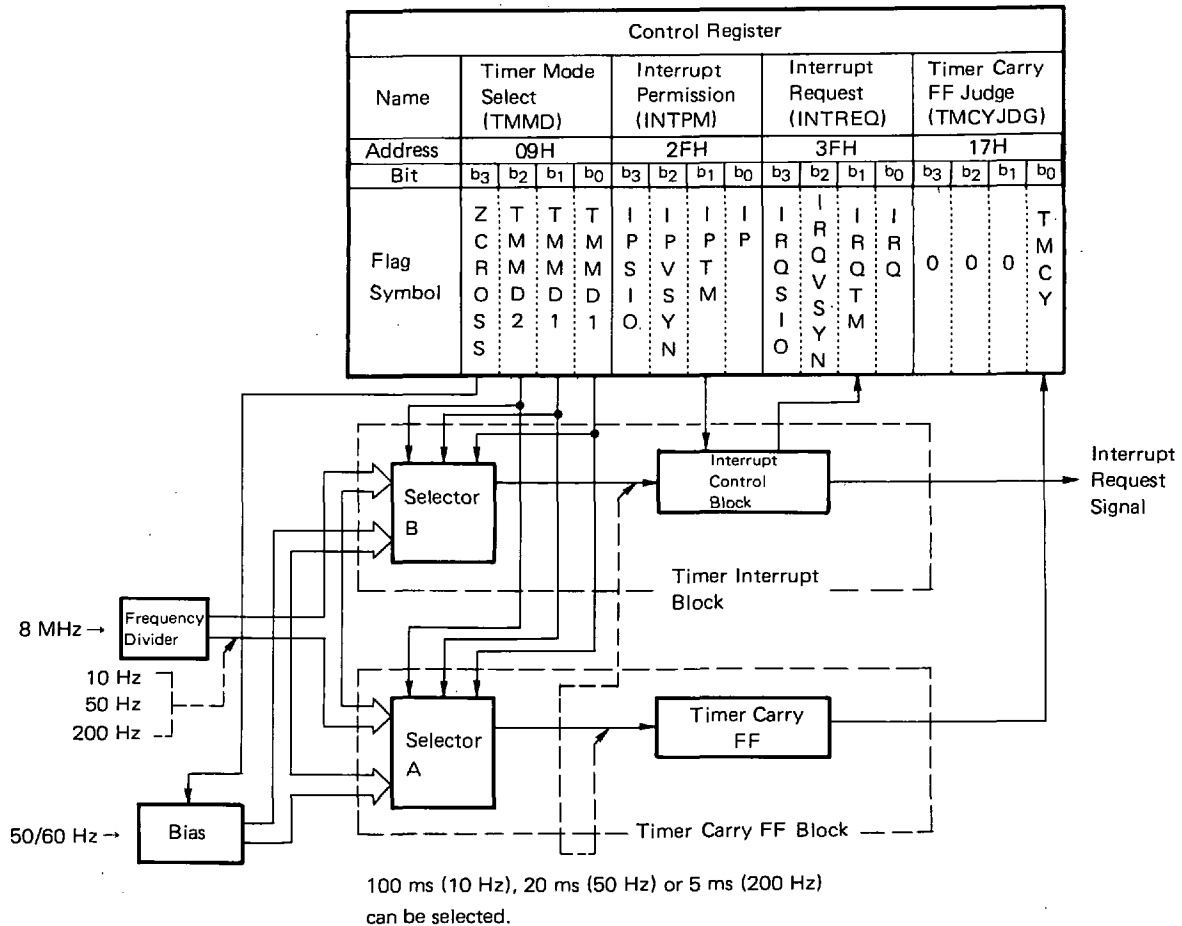 Control Register
Name
Timer Mode
Select
(TMMD)
Interrupt
Permission
(INTPM)
Interrupt
Request
(INTREQ)
Timer Carry
FF Judge
(TMCYJDG)
Address 09H 2FH 3FH 17H
Bit b3 b2 b1 b0 b3 b2 b1 b0 b3 b2 b1 b0 b3 b2 b1 b0
Flag
Symbol
ZCROSS
TMMD2
TMMD1
TMMD1
IPSIO
IPVSYN
IPTM
IP
IRQSIO
IRQVSYN
IRQTM
IRQ
0
0
0
TMCY
Selector
B
Interrupt
Control
Block
Interrupt
Request
Signal
Timer Interrupt
Block
8 MHz →
Frequency
Divider
10 Hz
50 Hz
200 Hz
Selector
A
Timer Carry
FF
50/60 Hz →
Bias
Timer Carry FF Block
100 ms (10 Hz), 20 ms (50 Hz) or 5 ms (200 Hz)
can be selected.